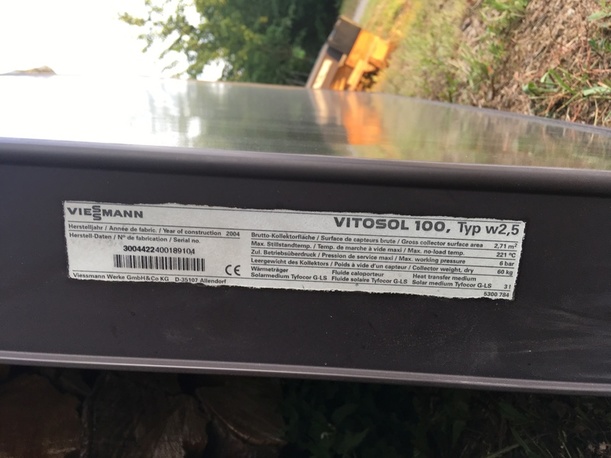 VIESSMANN
VITOSOL 100, Typ w2,5
Herstelljahr / Année de fabric. / Year of construction 2004
Herstell-Daten / N° de fabrication / Serial no.
3004422400189104
Viessmann Werke GmbH&Co KG D-35107 Allendorf
CE
Brutto-Kollektorfläche / Surface de capteurs brute / Gross collector surface area 2,71 m²
Max. Stillstandtemp. / Temp. de marche à vide maxi / Max. no-load temp. 221 °C
Zul. Betriebsüberdruck / Pression de service maxi / Max. working pressure 6 bar
Leergewicht des Kollektors / Poids à vide d'un capteur / Collector weight, dry 60 kg
Wärmeträger Fluide caloporteur Heat transfer medium
Solarmedium Tyfocor G-LS Fluide solaire Tyfocor G-LS Solar medium Tyfocor G-LS 3 l
5300 784